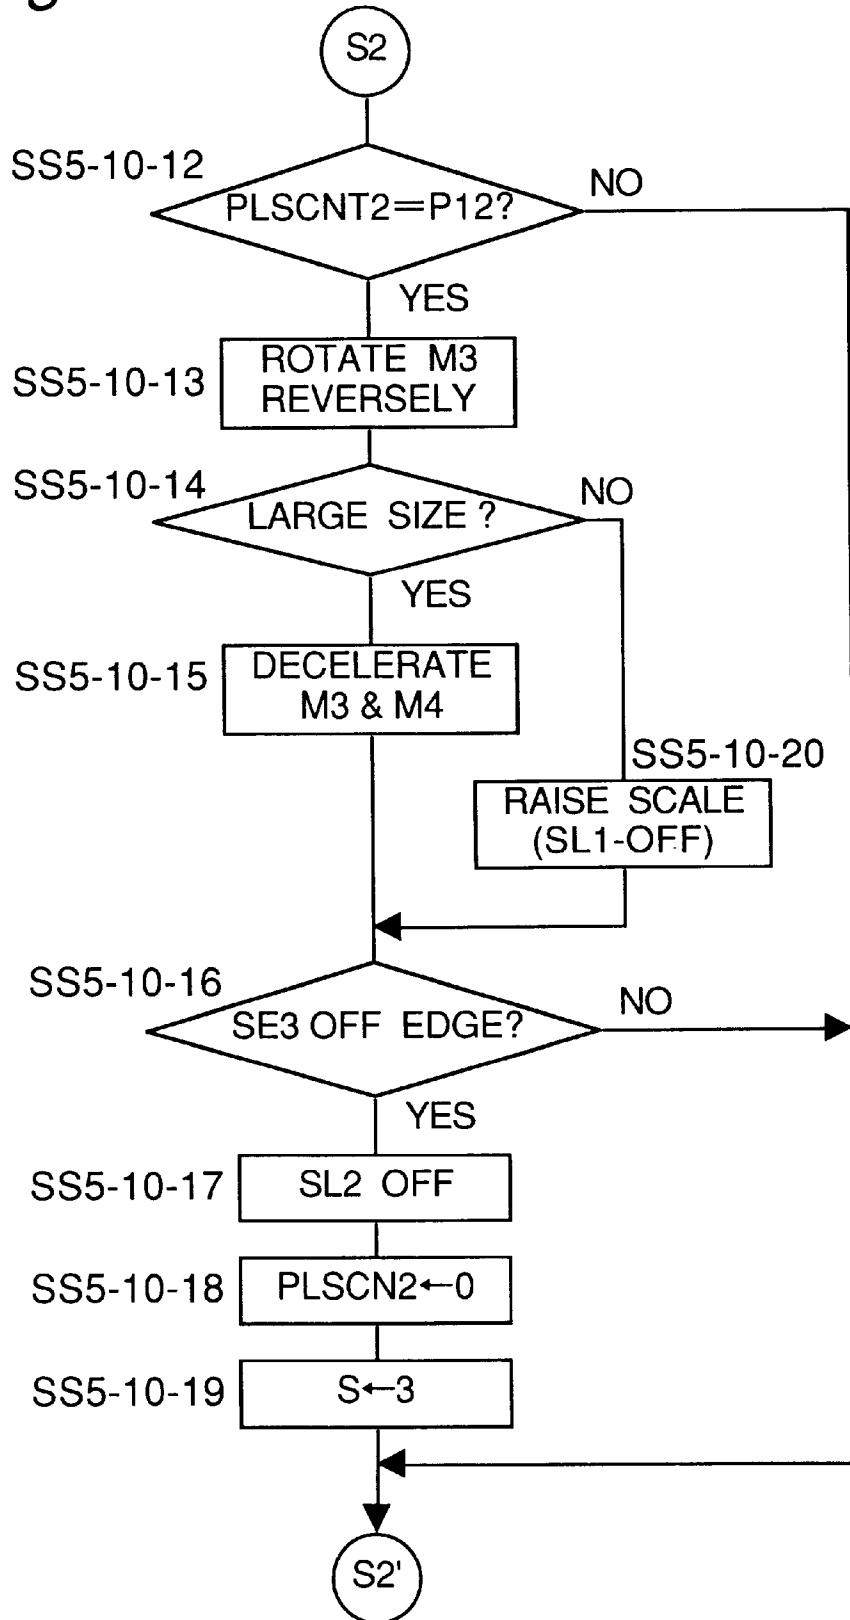 S2
SS5-10-12
PLSCNT2=P12?
NO
YES
SS5-10-13
ROTATE M3
REVERSELY
SS5-10-14
LARGE SIZE ?
NO
YES
SS5-10-15
DECELERATE
M3 & M4
SS5-10-20
RAISE SCALE
(SL1-OFF)
SS5-10-16
SE3 OFF EDGE?
NO
YES
SS5-10-17
SL2 OFF
SS5-10-18
PLSCN2←0
SS5-10-19
S←3
S2'